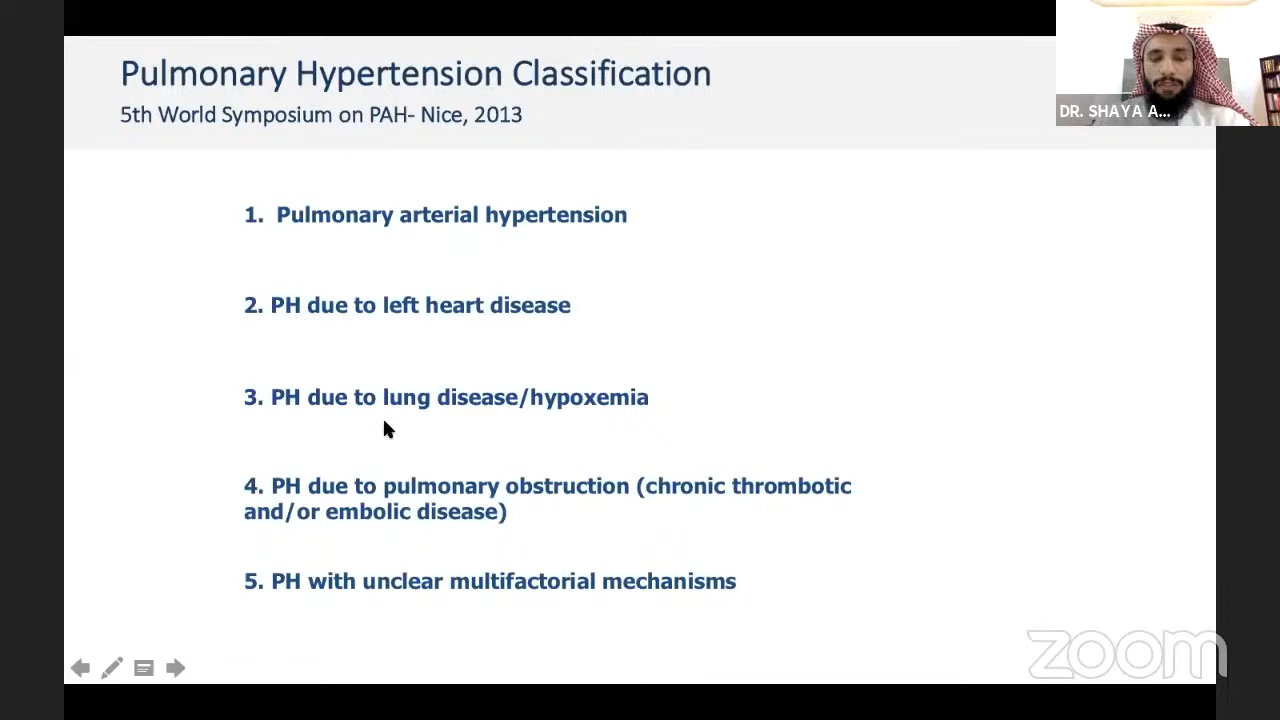 Pulmonary Hypertension Classification
5th World Symposium on PAH- Nice, 2013
DR. SHAYA A...
1. Pulmonary arterial hypertension
2. PH due to left heart disease
3. PH due to lung disease/hypoxemia
4. PH due to pulmonary obstruction (chronic thrombotic
and/or embolic disease)
5. PH with unclear multifactorial mechanisms
zoom